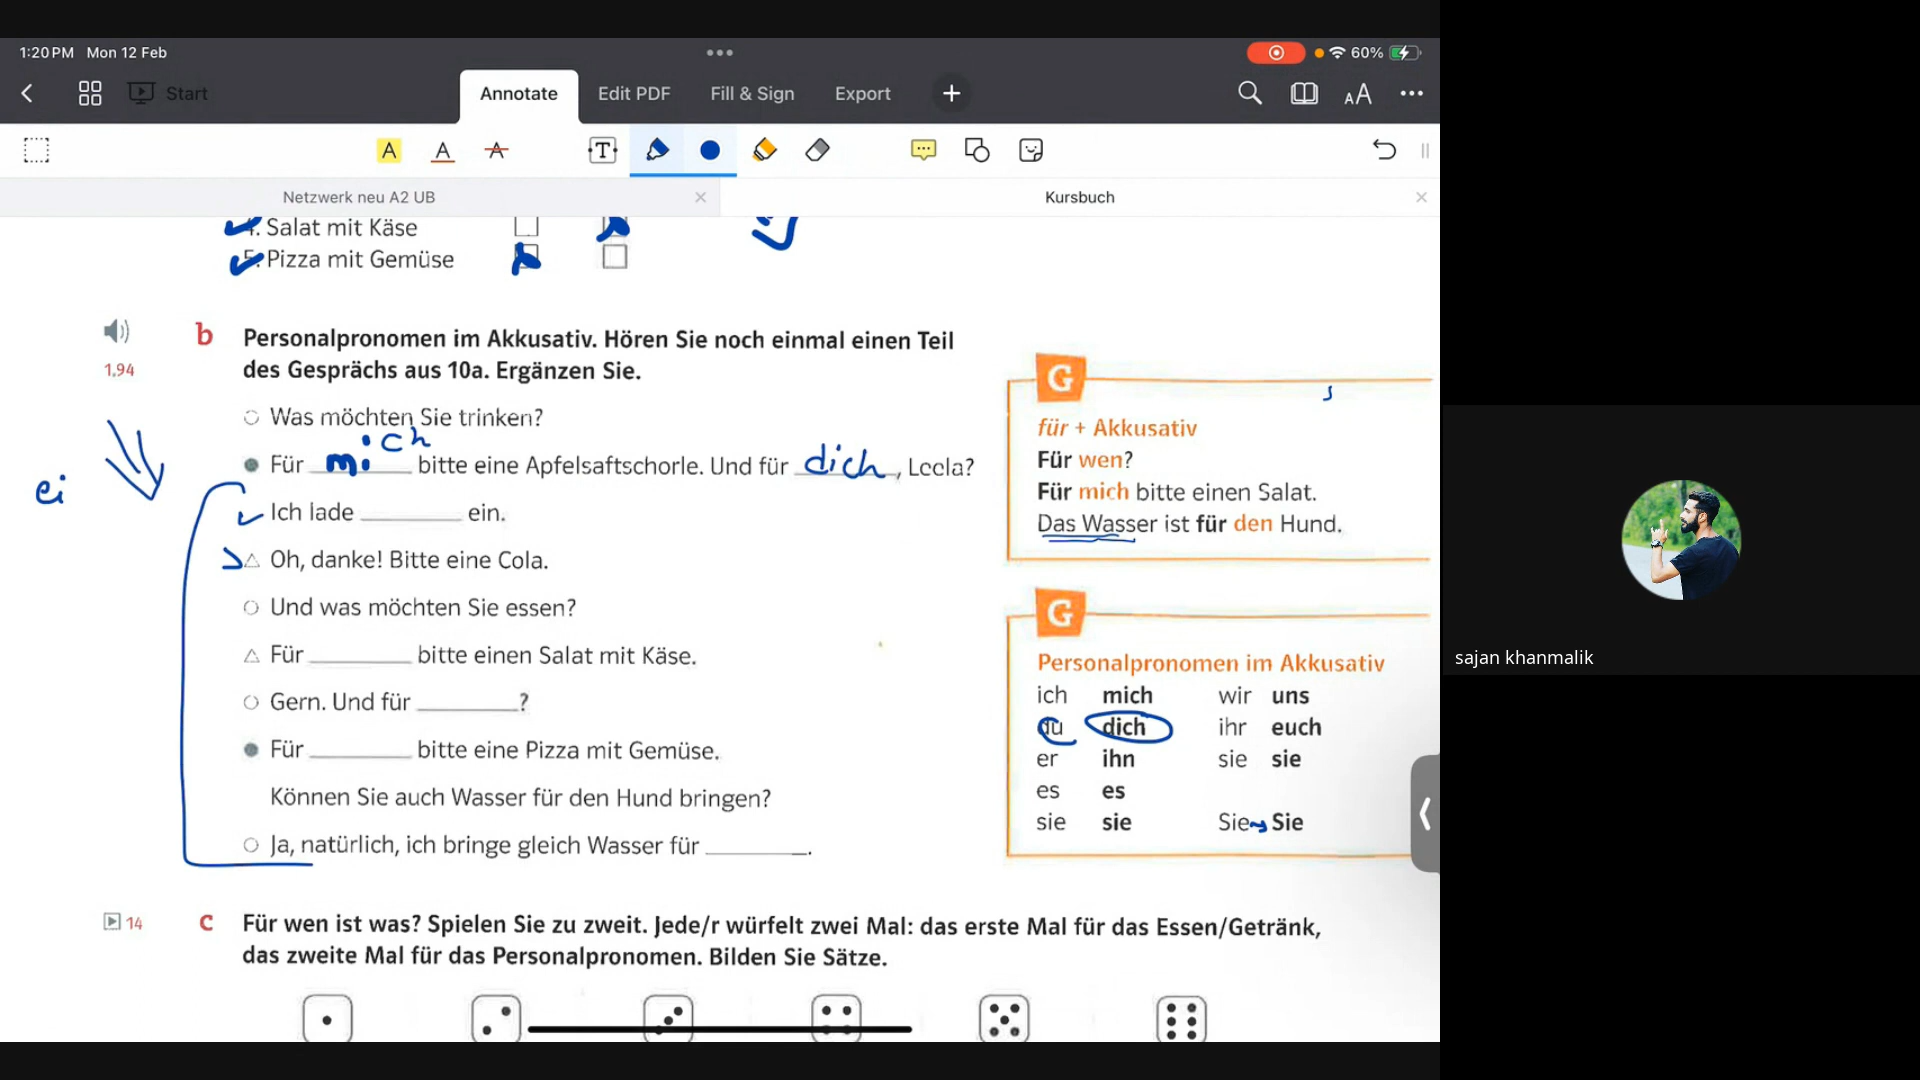 1:20 PM Mon 12 Feb
60%
Start
Annotate
Edit PDF
Fill & Sign
Export
Netzwerk neu A2 UB
Kursbuch
4. Salat mit Käse
5. Pizza mit Gemüse
1.94
b Personalpronomen im Akkusativ. Hören Sie noch einmal einen Teil
des Gesprächs aus 10a. Ergänzen Sie.
Was möchten Sie trinken?
Für mich bitte eine Apfelsaftschorle. Und für dich, Leela?
ei
Ich lade ________ ein.
Oh, danke! Bitte eine Cola.
Und was möchten Sie essen?
Für ________ bitte einen Salat mit Käse.
Gern. Und für ________?
Für ________ bitte eine Pizza mit Gemüse.
Können Sie auch Wasser für den Hund bringen?
Ja, natürlich, ich bringe gleich Wasser für ________.
G
für + Akkusativ
Für wen?
Für mich bitte einen Salat.
Das Wasser ist für den Hund.
G
Personalpronomen im Akkusativ
ich mich wir uns
du dich ihr euch
er ihn sie sie
es es
sie sie Sie Sie
14
c Für wen ist was? Spielen Sie zu zweit. Jede/r würfelt zwei Mal: das erste Mal für das Essen/Getränk,
das zweite Mal für das Personalpronomen. Bilden Sie Sätze.
sajan khanmalik